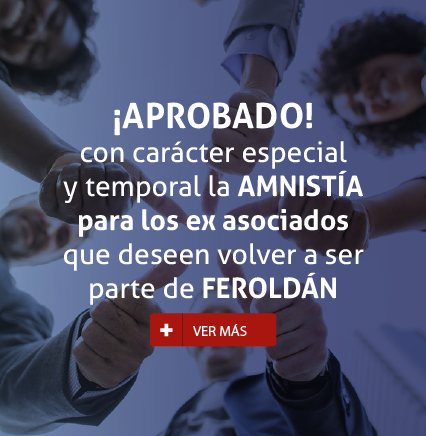 ¡APROBADO!
con carácter especial
y temporal la AMNISTÍA
para los ex asociados
que deseen volver a ser
parte de FEROLDÁN
+ VER MÁS